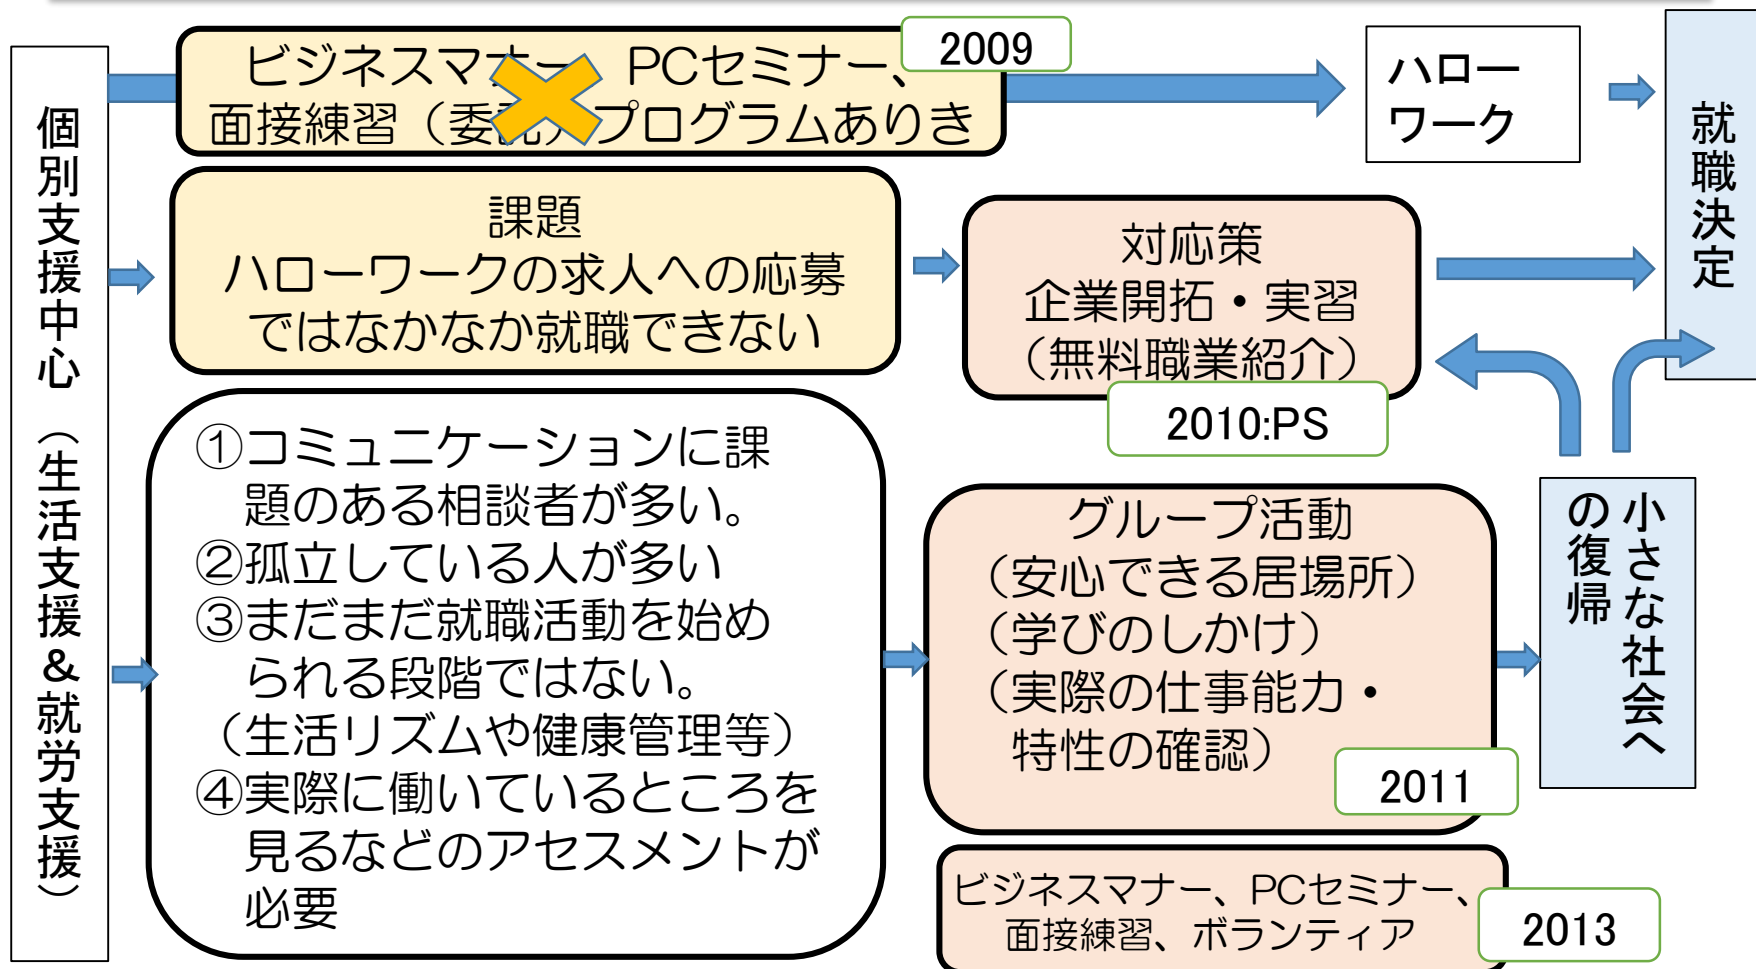 個別支援中心（生活支援&就労支援）
ビジネスマナー、PCセミナー、
面接練習（委託）プログラムありき
2009
ハロー
ワーク
就職決定
課題
ハローワークの求人への応募
ではなかなか就職できない
対応策
企業開拓・実習
（無料職業紹介）
2010:PS
①コミュニケーションに課
題のある相談者が多い。
②孤立している人が多い
③まだまだ就職活動を始め
られる段階ではない。
（生活リズムや健康管理等）
④実際に働いているところを
見るなどのアセスメントが
必要
グループ活動
（安心できる居場所）
（学びのしかけ）
（実際の仕事能力・
特性の確認）
2011
小さな社会へ
の復帰
ビジネスマナー、PCセミナー、
面接練習、ボランティア
2013